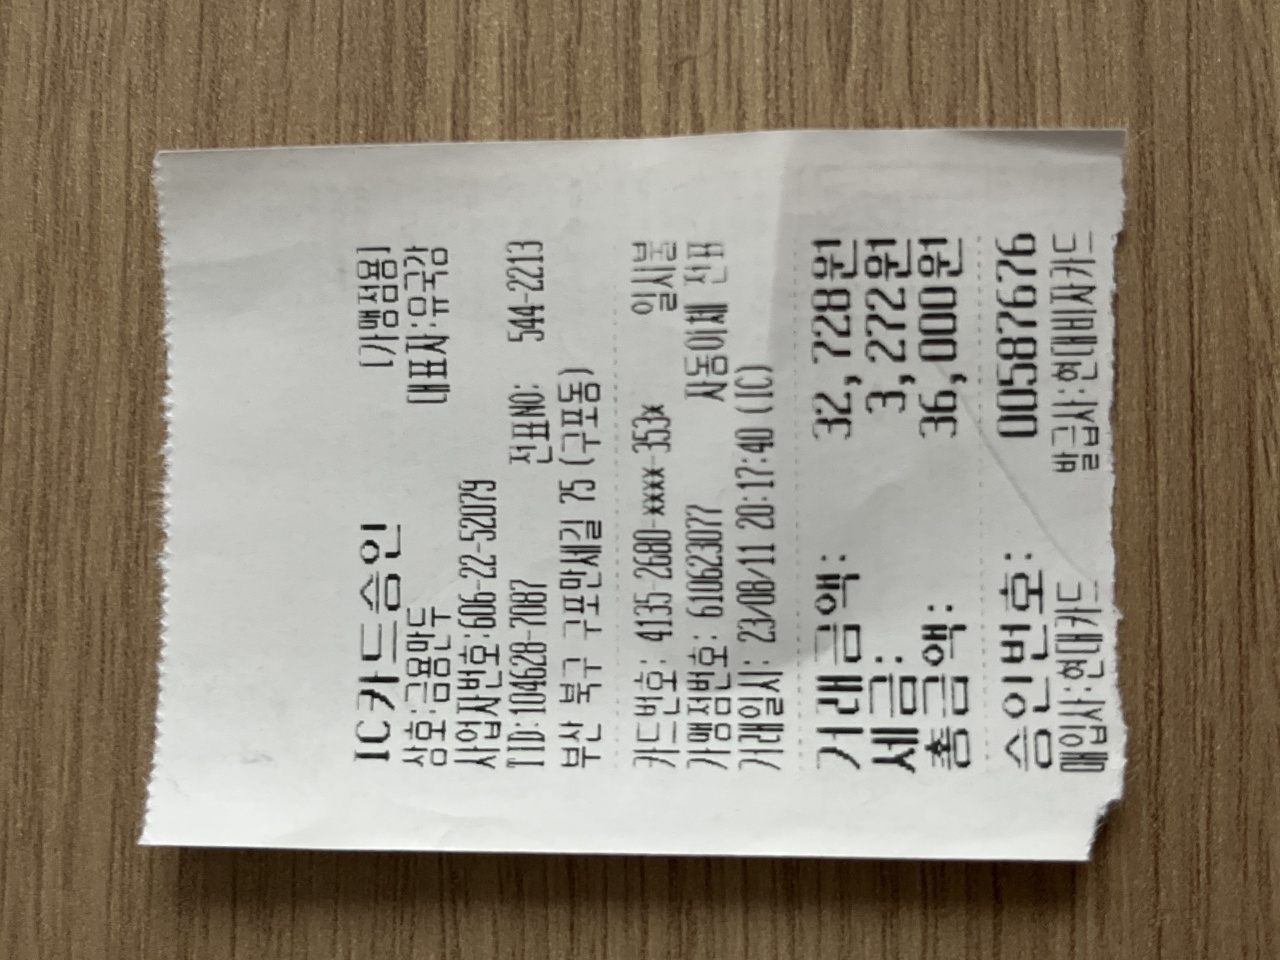 IC카드승인 [가맹점용]
상호:금용만두 대표자:유국감
사업자번호:606-22-52079
TID:104628-7087 전표NO: 544-2213
부산 북구 구포만세길 75 (구포동)
카드번호: 4135-2680-xxxx-353x 일시불
가맹점번호: 610623077 자동이체 전표
거래일시: 23/08/11 20:17:40 (IC)
거래금액: 32,728원
세금: 3,272원
총금액: 36,000원
승인번호: 00587676
매입사:현대카드 발급사:현대비자카드